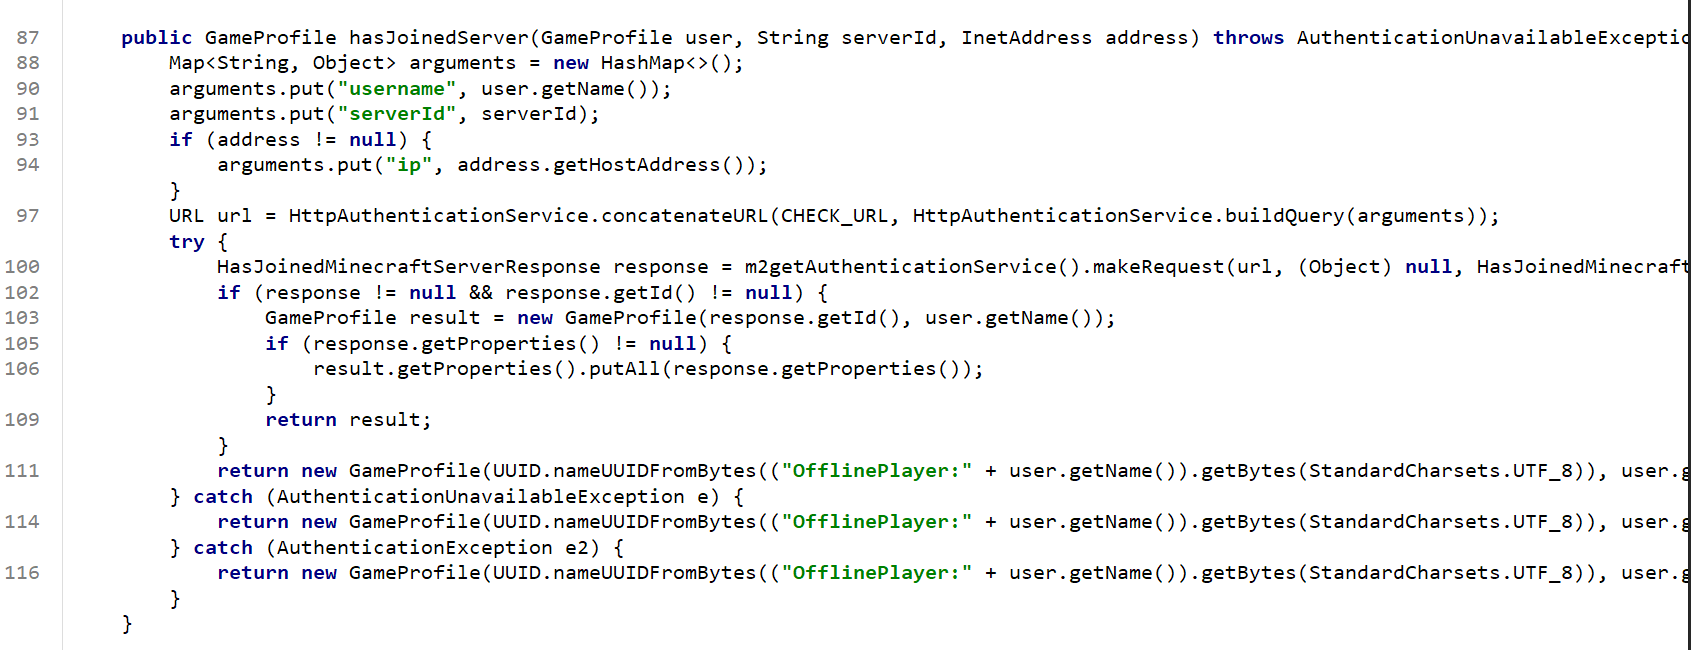 87 public GameProfile hasJoinedServer(GameProfile user, String serverId, InetAddress address) throws
88 Map<String, Object> arguments = new HashMap<>();
90 arguments.put("username", user.getName());
91 arguments.put("serverId", serverId);
93 if (address != null) {
94 arguments.put("ip", address.getHostAddress());
}
97 URL url = HttpAuthenticationService.concatenateURL(CHECK_URL, HttpAuthenticationService.buildQuery(arguments));
try {
100 HasJoinedMinecraftServerResponse response = m2getAuthenticationService().makeRequest(url, (Object) null, HasJoinedMinecraft
102 if (response != null && response.getId() != null) {
103 GameProfile result = new GameProfile(response.getId(), user.getName());
105 if (response.getProperties() != null) {
106 result.getProperties().putAll(response.getProperties());
}
109 return result;
}
111 return new GameProfile(UUID.nameUUIDFromBytes(("OfflinePlayer:" + user.getName()).getBytes(StandardCharsets.UTF_8)), user.g
} catch (AuthenticationUnavailableException e) {
114 return new GameProfile(UUID.nameUUIDFromBytes(("OfflinePlayer:" + user.getName()).getBytes(StandardCharsets.UTF_8)), user.g
} catch (AuthenticationException e2) {
116 return new GameProfile(UUID.nameUUIDFromBytes(("OfflinePlayer:" + user.getName()).getBytes(StandardCharsets.UTF_8)), user.g
}
}